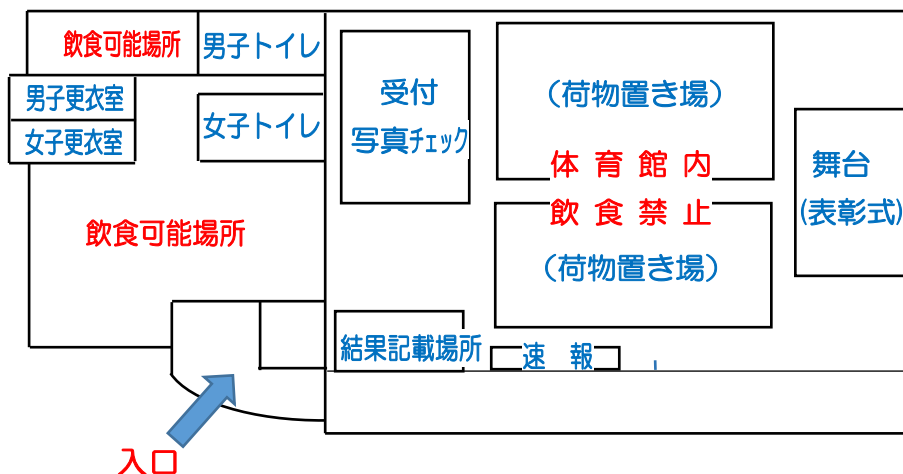 飲食可能場所
男子トイレ
男子更衣室
女子更衣室
女子トイレ
飲食可能場所
受付
写真チェック
（荷物置き場）
体育館内
飲食禁止
（荷物置き場）
舞台
(表彰式)
結果記載場所
速 報
入口